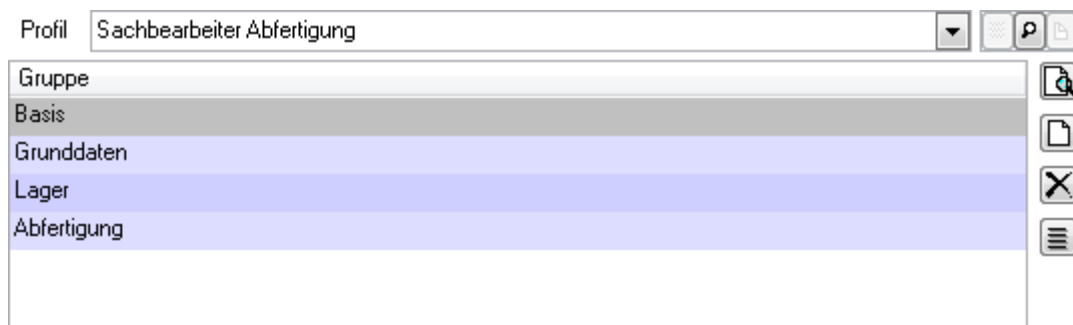 Profil Sachbearbeiter Abfertigung
Gruppe
Basis
Grunddaten
Lager
Abfertigung